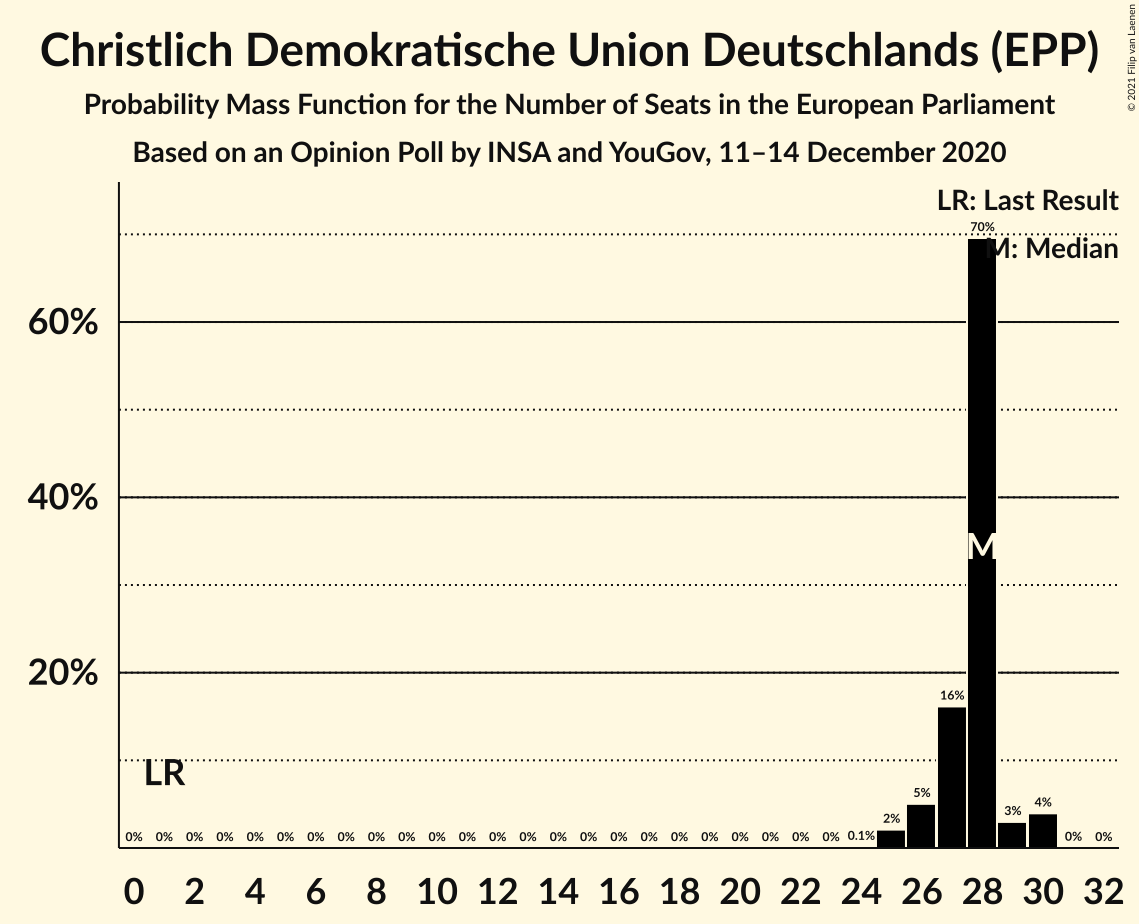 Christlich Demokratische Union Deutschlands (EPP)
Probability Mass Function for the Number of Seats in the European Parliament
Based on an Opinion Poll by INSA and YouGov, 11–14 December 2020
© 2021 Filip van Laenen
LR: Last Result
M: Median
70%
60%
40%
M
20%
16%
LR
5%
4%
3%
2%
0% 0% 0% 0% 0% 0% 0% 0% 0% 0% 0% 0% 0% 0% 0% 0% 0% 0% 0% 0% 0% 0% 0% 0% 0.1% 0% 0%
0 2 4 6 8 10 12 14 16 18 20 22 24 26 28 30 32